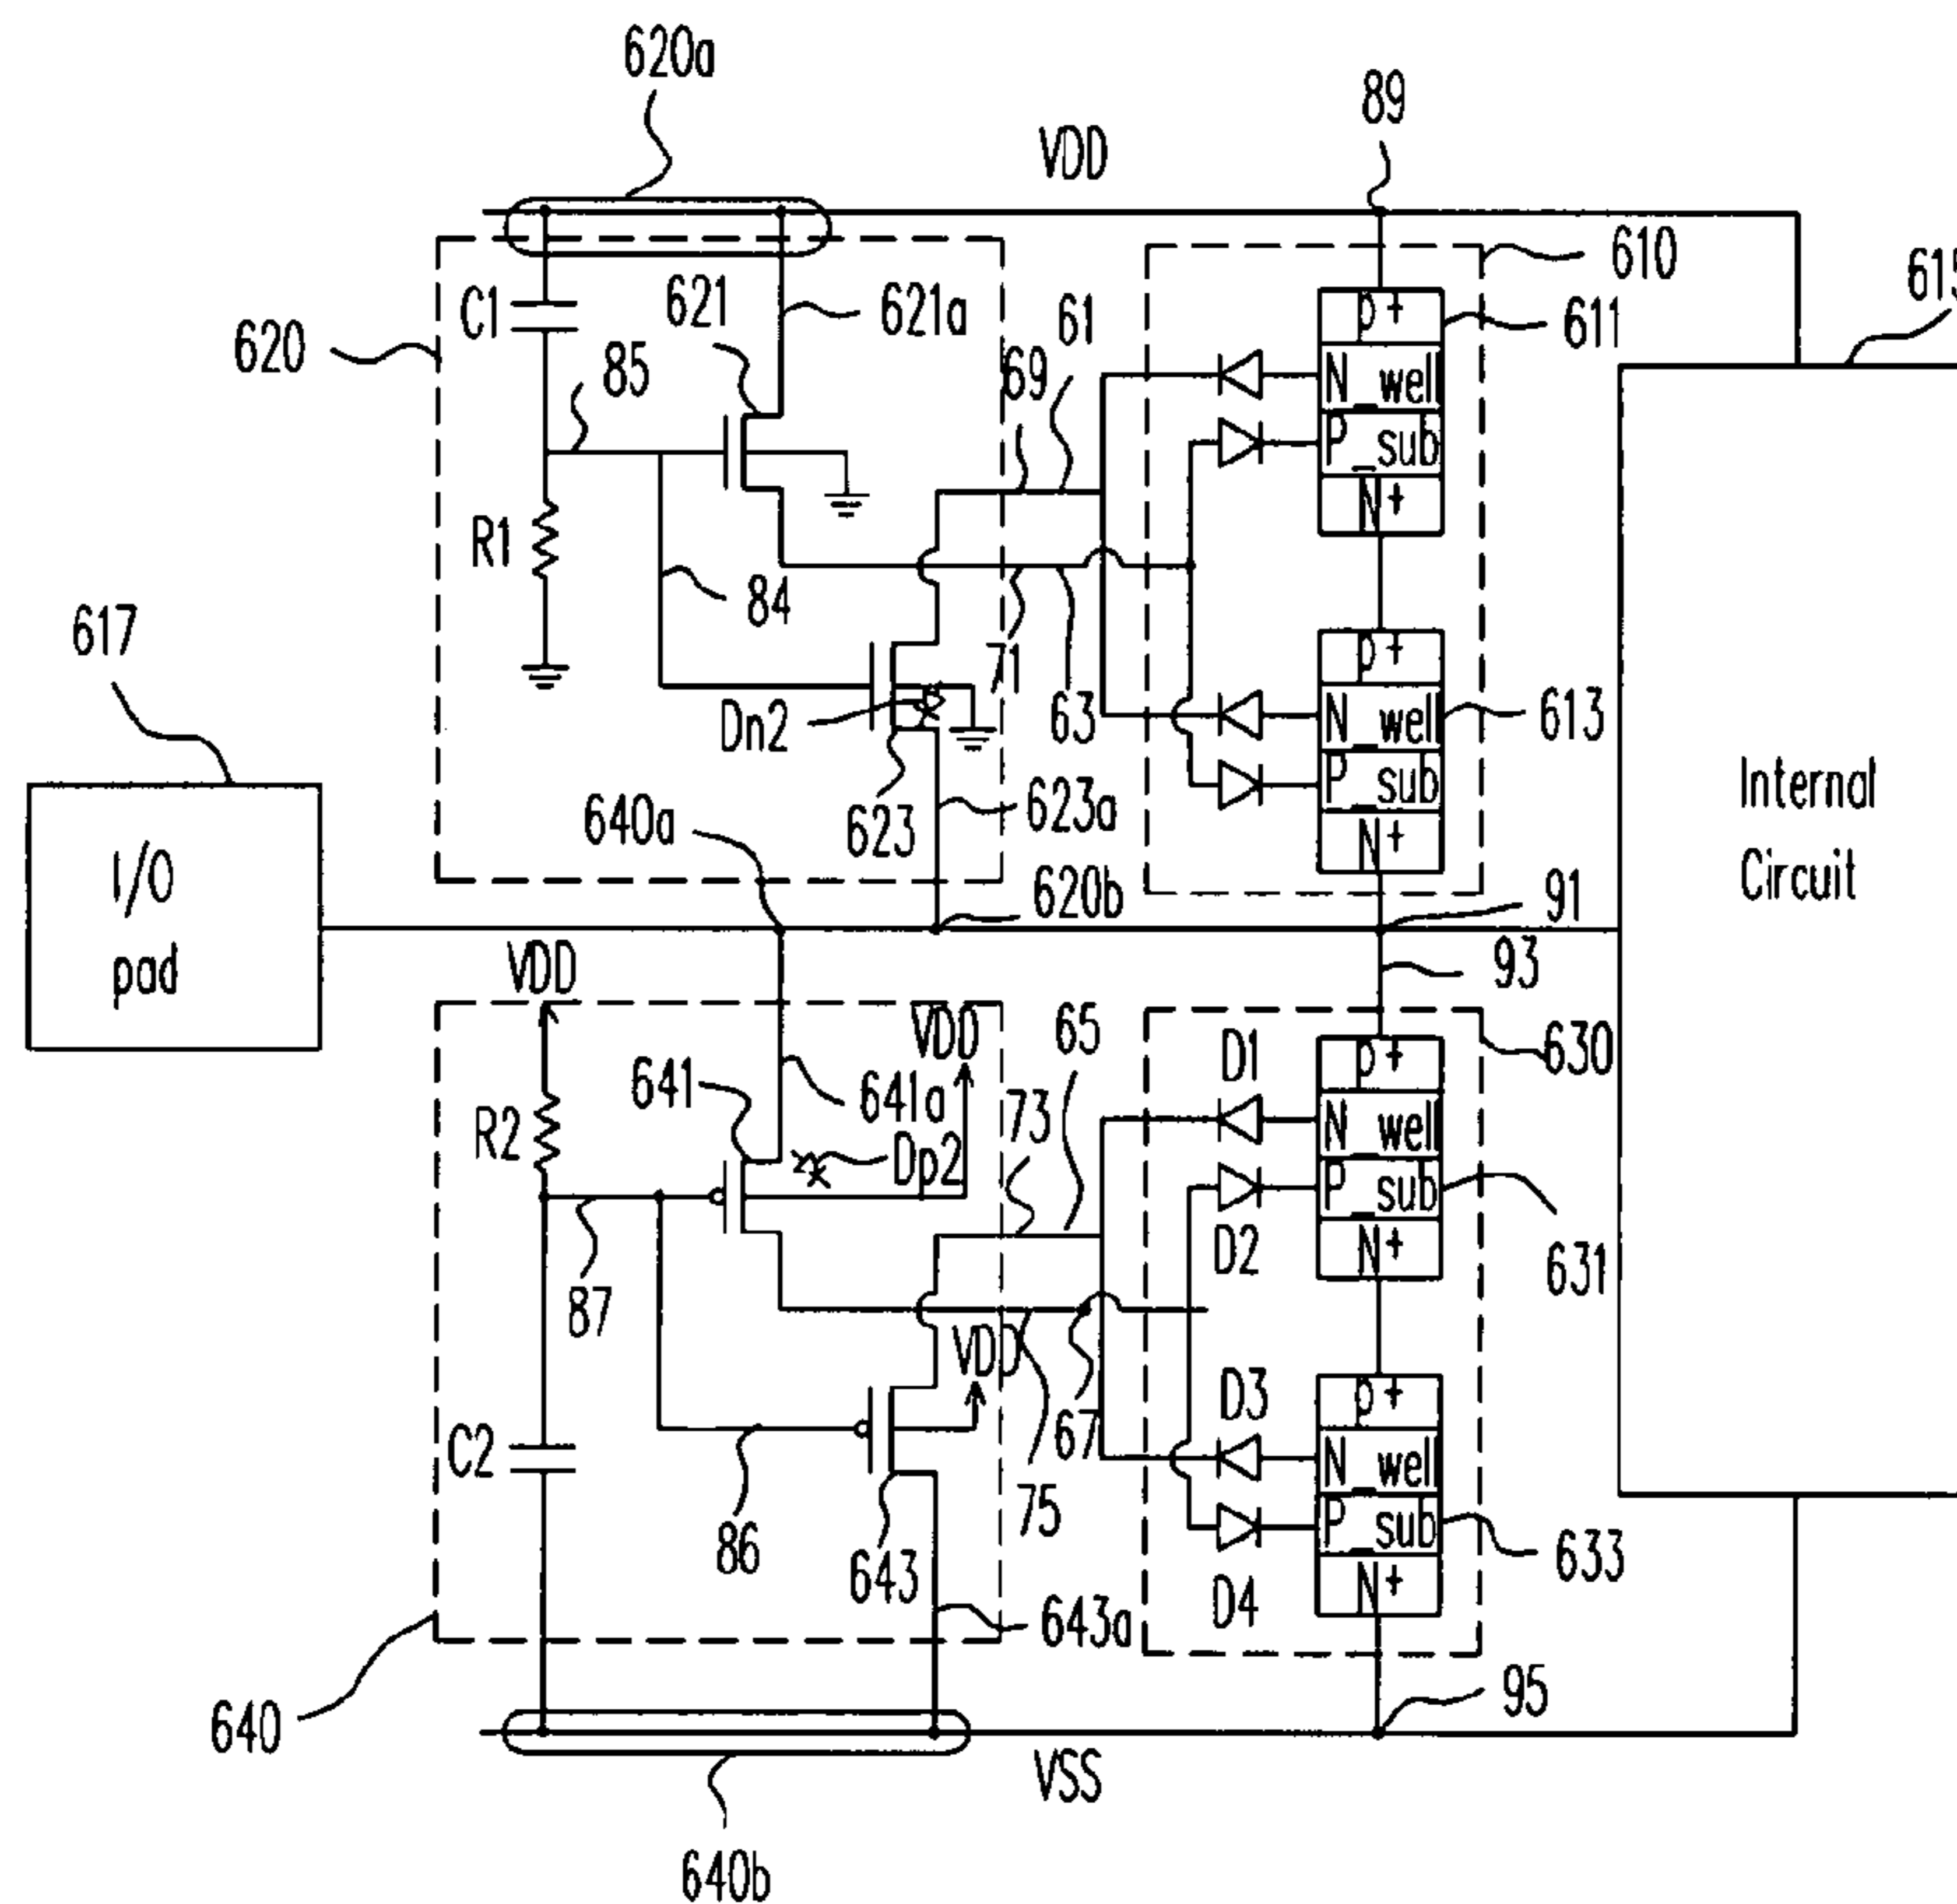 620a
89
VDD
610
C1
621
621a
61
P+
611
615
620
85
69
N_well
P_sub
N+
R1
84
617
71
P+
Dn2
63
N_well
613
P_sub
623
623a
N+
640a
Internal
Circuit
I/O
pad
620b
91
VDD
93
VDD
65
D1
630
641
641a
73
P+
R2
Dp2
N_well
P_sub
D2
N+
631
87
VDD
D3
P+
67
C2
N_well
86
75
P_sub
643
633
D4
N+
643a
640
95
VSS
640b